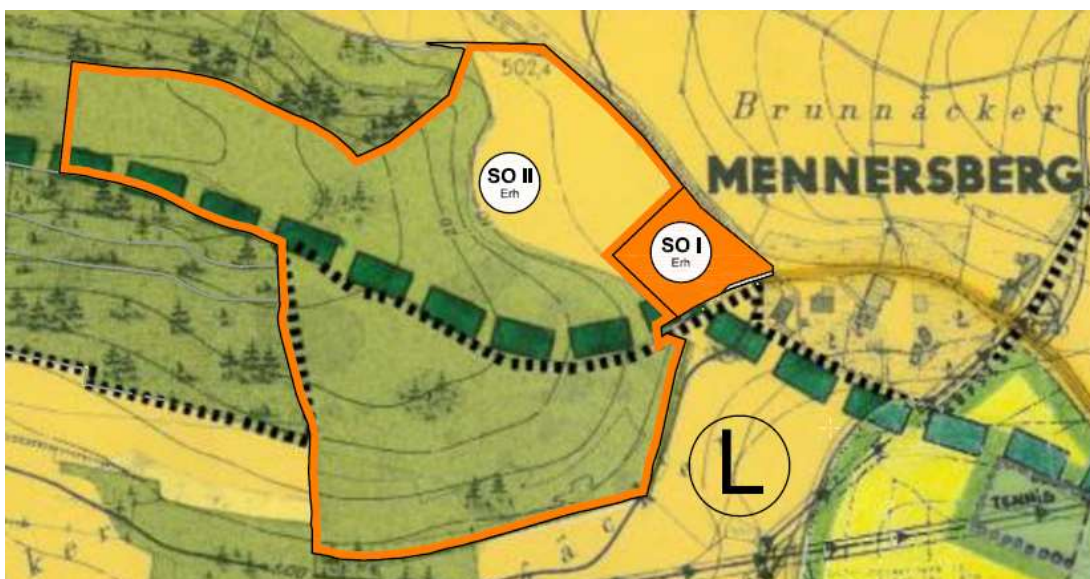 502,4
Brunnäcker
MENNERSBERG
SO II
Erh
SO I
Erh
L
TENNIS